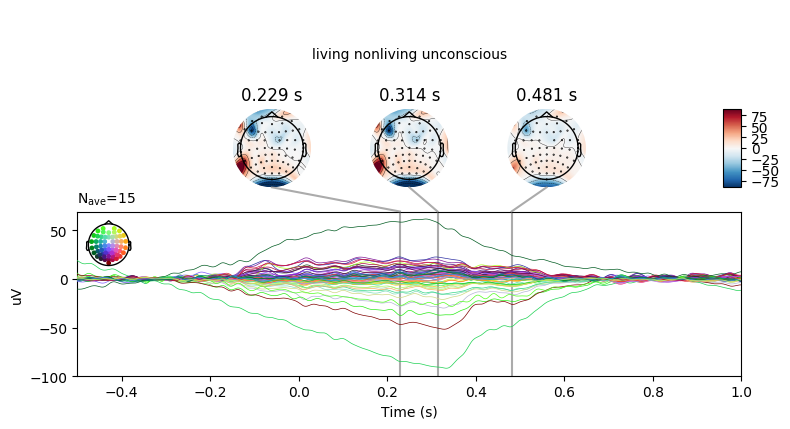 living nonliving unconscious
0.229 s 0.314 s 0.481 s
75
50
25
0
−25
−50
−75
Nave=15
50
0
−50
−100
uV
−0.4 −0.2 0.0 0.2 0.4 0.6 0.8 1.0
Time (s)